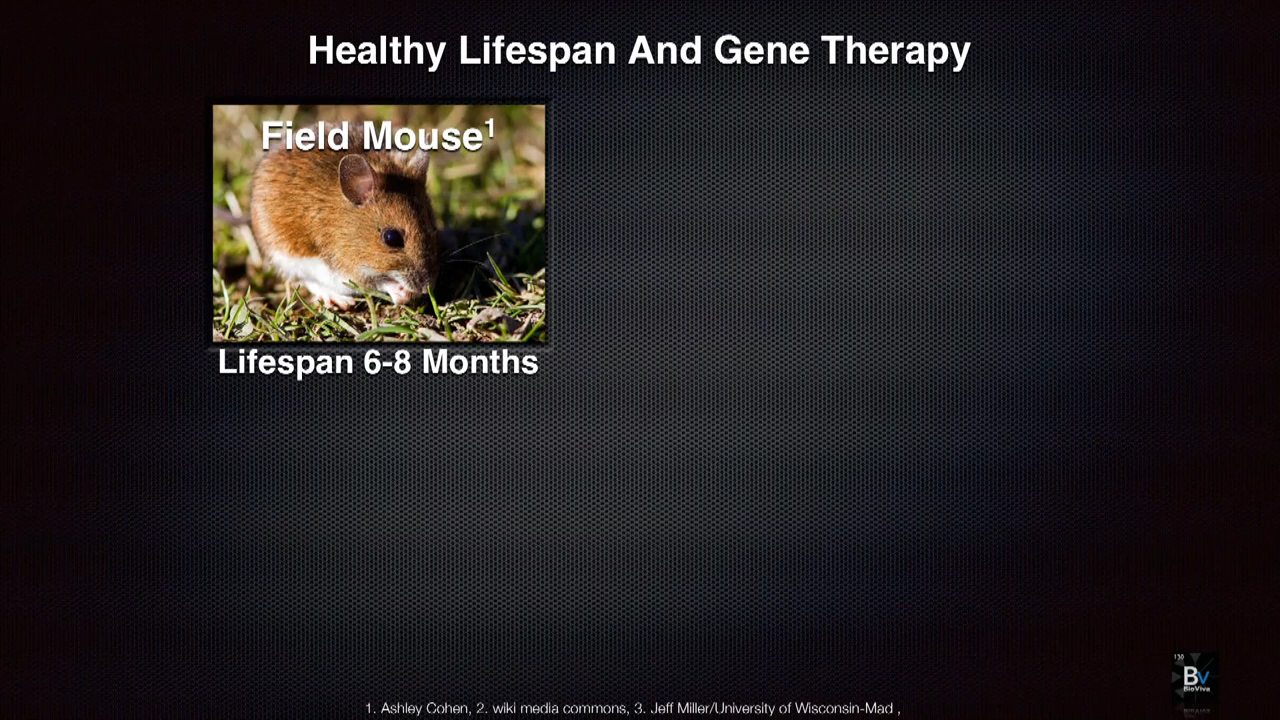 Healthy Lifespan And Gene Therapy
Field Mouse1
Lifespan 6-8 Months
130
Bv
BioViva
1. Ashley Cohen, 2. wiki media commons, 3. Jeff Miller/University of Wisconsin-Mad ,